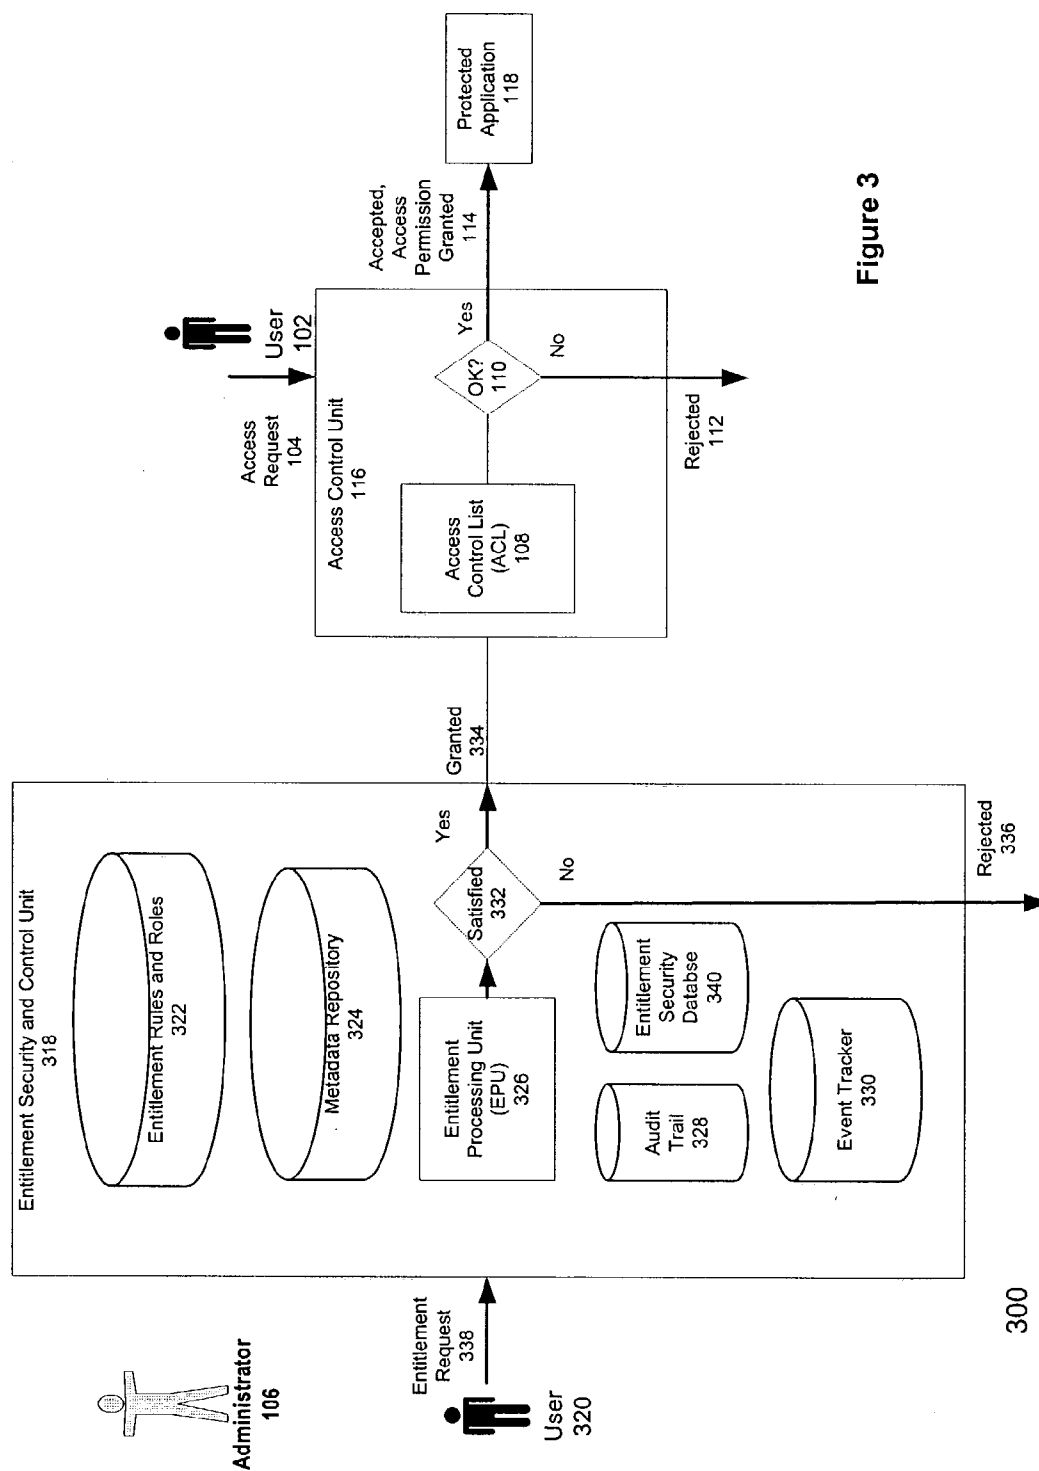 Entitlement Security and Control Unit
318
Entitlement Rules and Roles
322
Metadata Repository
324
Administrator
106
Entitlement
Request
338
User
320
Entitlement
Processing Unit
(EPU)
326
Satisfied
332
Yes
No
Granted
334
Rejected
336
Audit
Trail
328
Entitlement
Security
Databse
340
Event Tracker
330
Access
Request
104
User
102
Access Control Unit
116
Access
Control List
(ACL)
108
OK?
110
Yes
No
Rejected
112
Accepted,
Access
Permission
Granted
114
Protected
Application
118
300
Figure 3